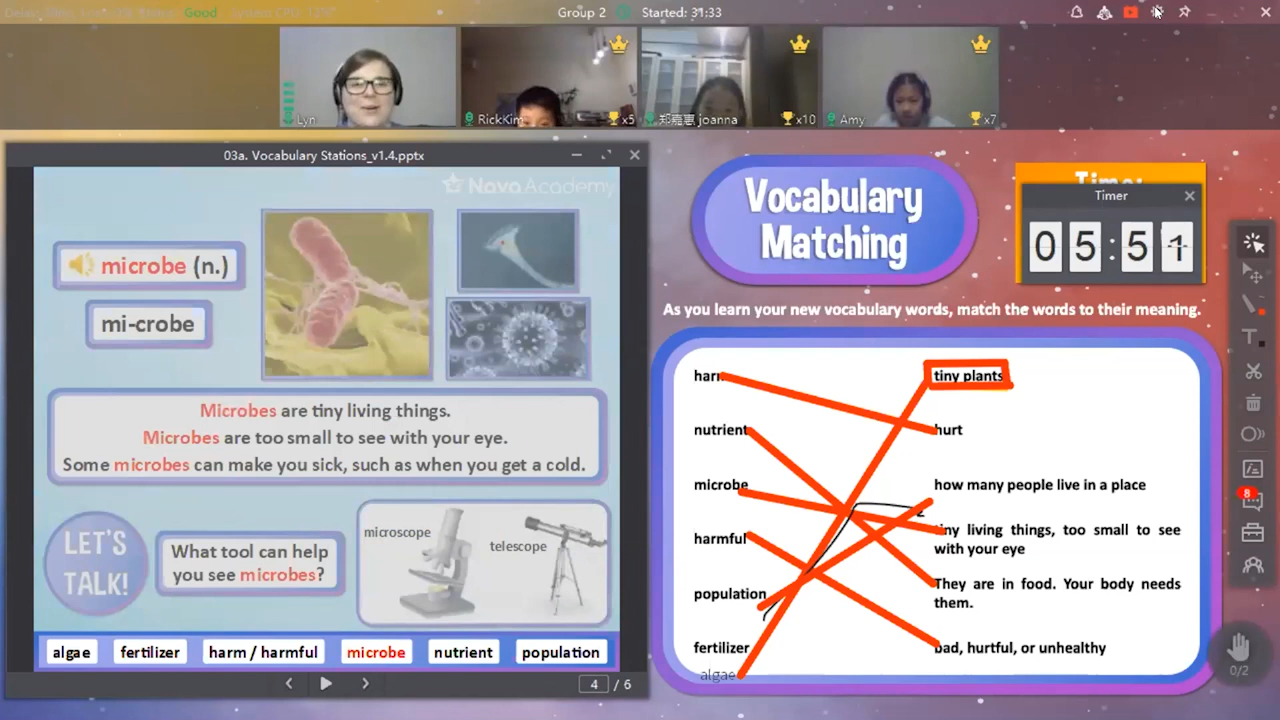 Good
Group 2
Started: 31:33
Lyn
RickKim
x5
郑嘉惠 joanna
x10
Amy
x7
03a. Vocabulary Stations_v1.4.pptx
NovaAcademy
microbe (n.)
mi-crobe
Microbes are tiny living things.
Microbes are too small to see with your eye.
Some microbes can make you sick, such as when you get a cold.
LET'S
TALK!
What tool can help
you see microbes?
microscope
telescope
algae
fertilizer
harm / harmful
microbe
nutrient
population
4 / 6
Vocabulary
Matching
Timer
05:51
As you learn your new vocabulary words, match the words to their meaning.
harm
tiny plants
nutrient
hurt
microbe
how many people live in a place
harmful
tiny living things, too small to see
with your eye
population
They are in food. Your body needs
them.
fertilizer
bad, hurtful, or unhealthy
algae
8
0/2